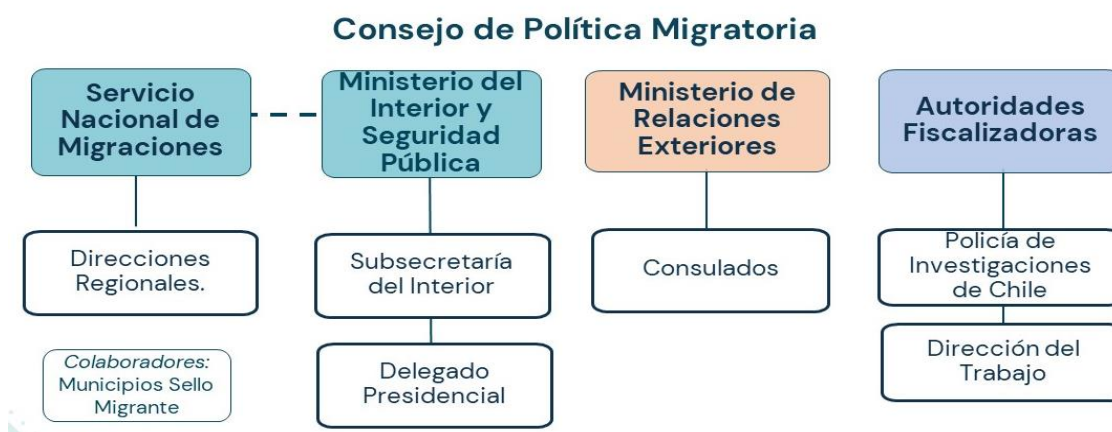 Consejo de Política Migratoria
Servicio
Nacional de
Migraciones
Ministerio del
Interior y
Seguridad
Pública
Ministerio de
Relaciones
Exteriores
Autoridades
Fiscalizadoras
Direcciones
Regionales.
Subsecretaría
del Interior
Consulados
Policía de
Investigaciones
de Chile
Colaboradores:
Municipios Sello
Migrante
Delegado
Presidencial
Dirección del
Trabajo